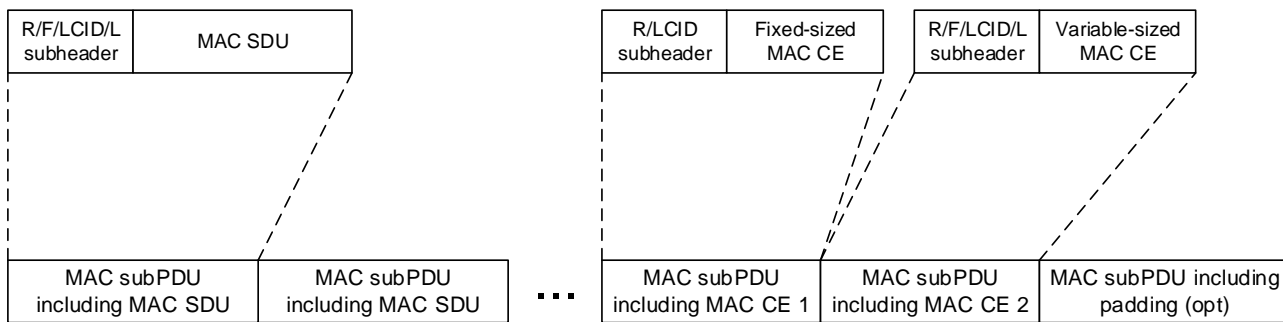 R/F/LCID/L
subheader
MAC SDU
R/LCID
subheader
Fixed-sized
MAC CE
R/F/LCID/L
subheader
Variable-sized
MAC CE
MAC subPDU
including MAC SDU
MAC subPDU
including MAC SDU
...
MAC subPDU
including MAC CE 1
MAC subPDU
including MAC CE 2
MAC subPDU including
padding (opt)